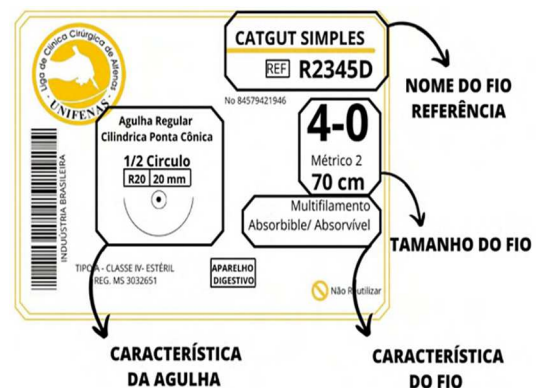 Liga de Clínica Cirúrgica de Alfenas
UNIFENAS
CATGUT SIMPLES
REF R2345D
No 84579421946
NOME DO FIO
REFERÊNCIA
Agulha Regular
Cilindrica Ponta Cônica
1/2 Circulo
R20 20 mm
4-0
Métrico 2
70 cm
Multifilamento
Absorbible/ Absorvível
TAMANHO DO FIO
INDUÚSTRIA BRASILEIRA
TIPO A - CLASSE IV- ESTÉRIL
REG. MS 3032651
APARELHO
DIGESTIVO
Não Reutilizar
CARACTERÍSTICA
DA AGULHA
CARACTERÍSTICA
DO FIO